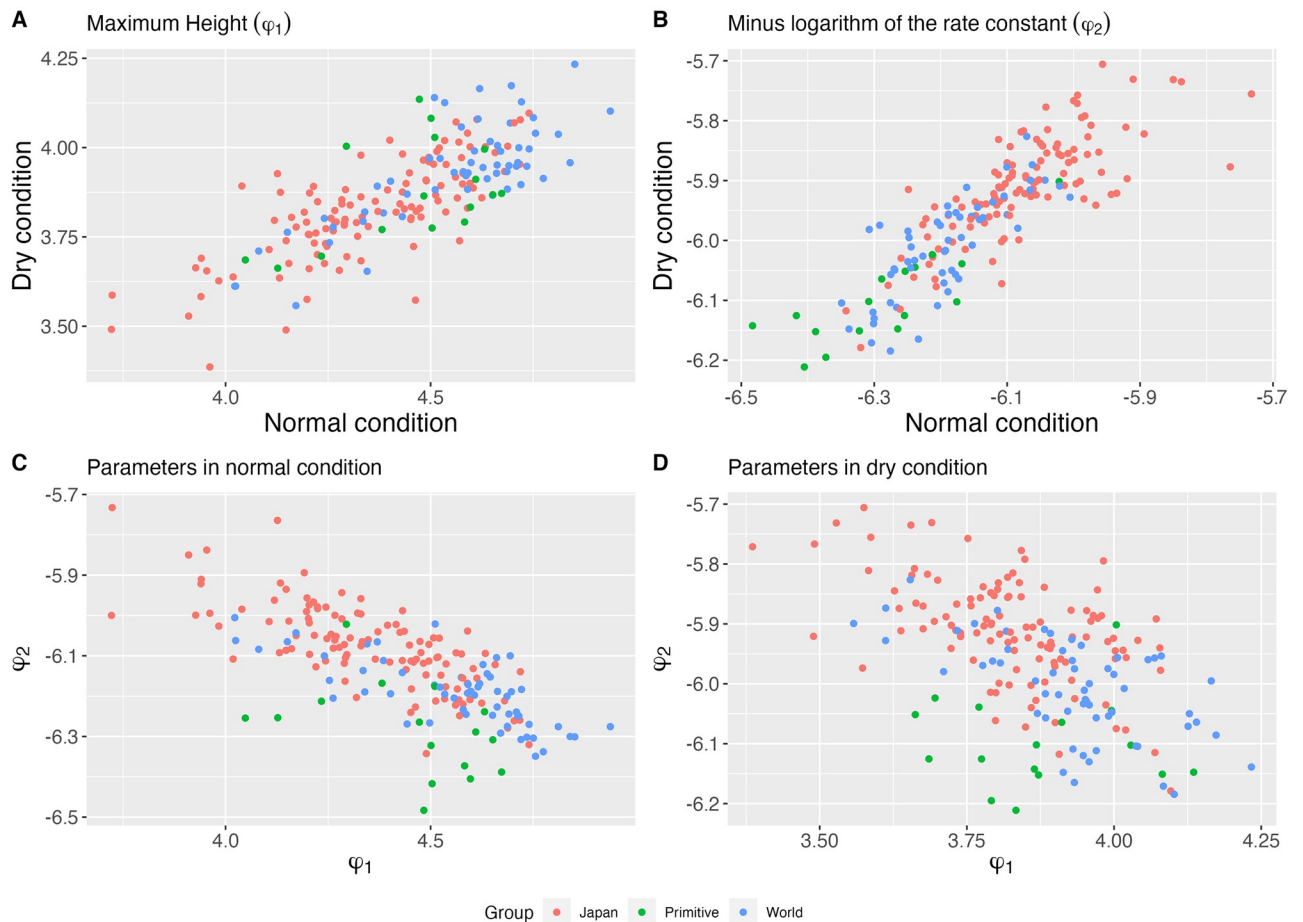 A
Maximum Height (φ1)
4.25
4.00
3.75
3.50
Dry condition
4.0
4.5
Normal condition
B
Minus logarithm of the rate constant (φ2)
-5.7
-5.8
-5.9
-6.0
-6.1
-6.2
Dry condition
-6.5
-6.3
-6.1
-5.9
-5.7
Normal condition
C
Parameters in normal condition
-5.7
-5.9
-6.1
-6.3
-6.5
φ2
4.0
4.5
φ1
D
Parameters in dry condition
-5.7
-5.8
-5.9
-6.0
-6.1
-6.2
φ2
3.50
3.75
4.00
4.25
φ1
Group Japan Primitive World